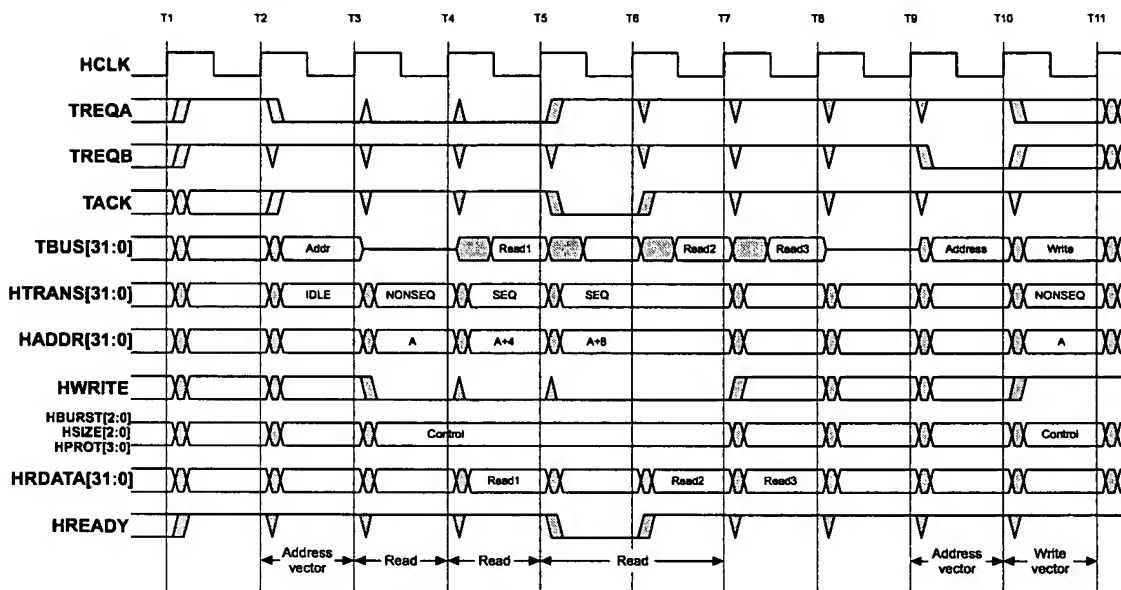 T1 T2 T3 T4 T5 T6 T7 T8 T9 T10 T11
HCLK
TREQA
TREQB
TACK
TBUS[31:0] Addr Read1 Read2 Read3 Address Write
HTRANS[31:0] IDLE NONSEQ SEQ SEQ NONSEQ
HADDR[31:0] A A+4 A+8 A
HWRITE
HBURST[2:0]
HSIZE[2:0] Control Control
HPROT[3:0]
HRDATA[31:0] Read1 Read2 Read3
HREADY
Address vector Read Read Read Address vector Write vector